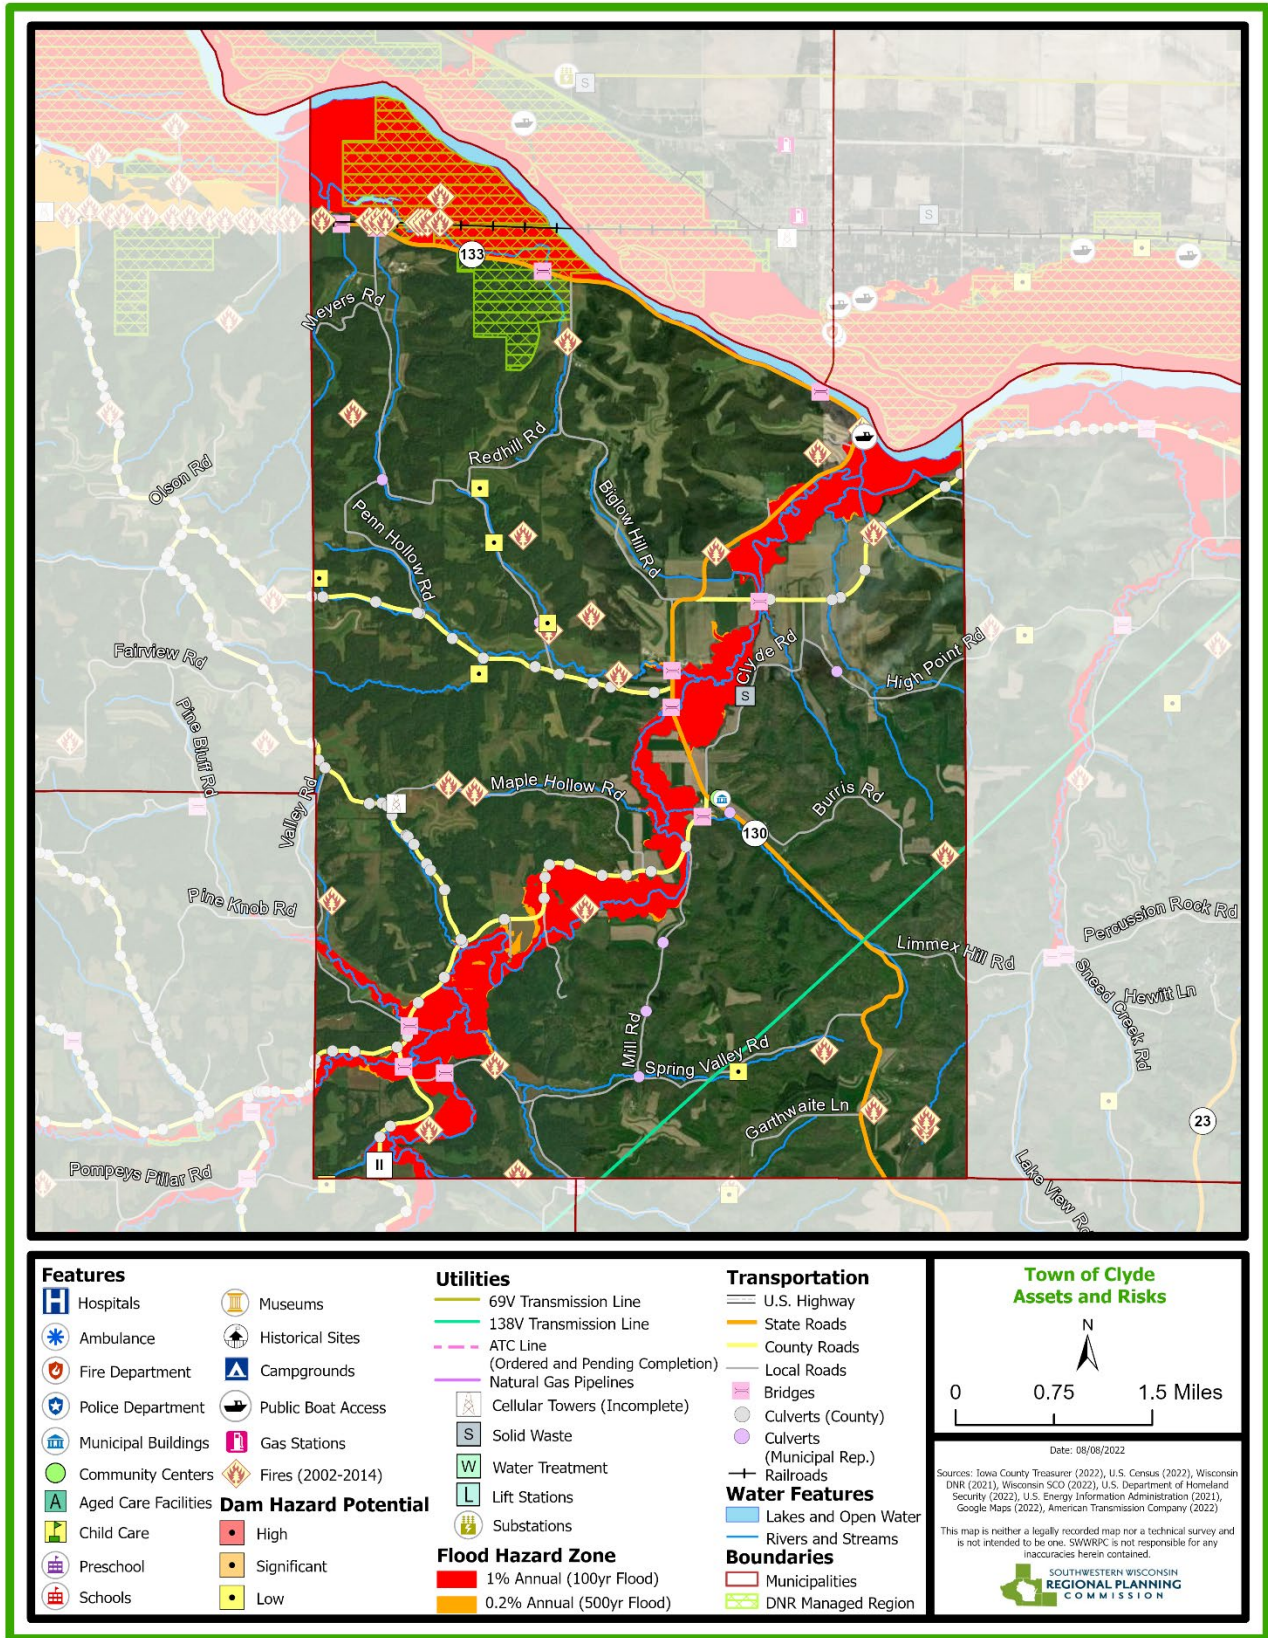 S
S
133
Meyers Rd
Redhill Rd
Olson Rd
Biglow Hill Rd
Penn Hollow Rd
Fairview Rd
Clyde Rd
High Point Rd
S
Pine Bluff Rd
Maple Hollow Rd
Valley Rd
Burris Rd
130
Pine Knob Rd
Percussion Rock Rd
Limmex Hill Rd
Sneed Creek Rd
Hewitt Ln
Mill Rd
Spring Valley Rd
Garthwaite Ln
23
II
Pompeys Pillar Rd
Lake View Rd
Features
H Hospitals
Ambulance
Fire Department
Police Department
Municipal Buildings
Community Centers
A Aged Care Facilities
Child Care
Preschool
Schools
Museums
Historical Sites
Campgrounds
Public Boat Access
Gas Stations
Fires (2002-2014)
Dam Hazard Potential
High
Significant
Low
Utilities
69V Transmission Line
138V Transmission Line
ATC Line
(Ordered and Pending Completion)
Natural Gas Pipelines
Cellular Towers (Incomplete)
S Solid Waste
W Water Treatment
L Lift Stations
Substations
Flood Hazard Zone
1% Annual (100yr Flood)
0.2% Annual (500yr Flood)
Transportation
U.S. Highway
State Roads
County Roads
Local Roads
Bridges
Culverts (County)
Culverts
(Municipal Rep.)
Railroads
Water Features
Lakes and Open Water
Rivers and Streams
Boundaries
Municipalities
DNR Managed Region
Town of Clyde
Assets and Risks
N
0 0.75 1.5 Miles
Date: 08/08/2022
Sources: Iowa County Treasurer (2022), U.S. Census (2022), Wisconsin
DNR (2021), Wisconsin SCO (2022), U.S. Department of Homeland
Security (2022), U.S. Energy Information Administration (2021),
Google Maps (2022), American Transmission Company (2022)
This map is neither a legally recorded map nor a technical survey and
is not intended to be one. SWWRPC is not responsible for any
inaccuracies herein contained.
SOUTHWESTERN WISCONSIN
REGIONAL PLANNING
COMMISSION